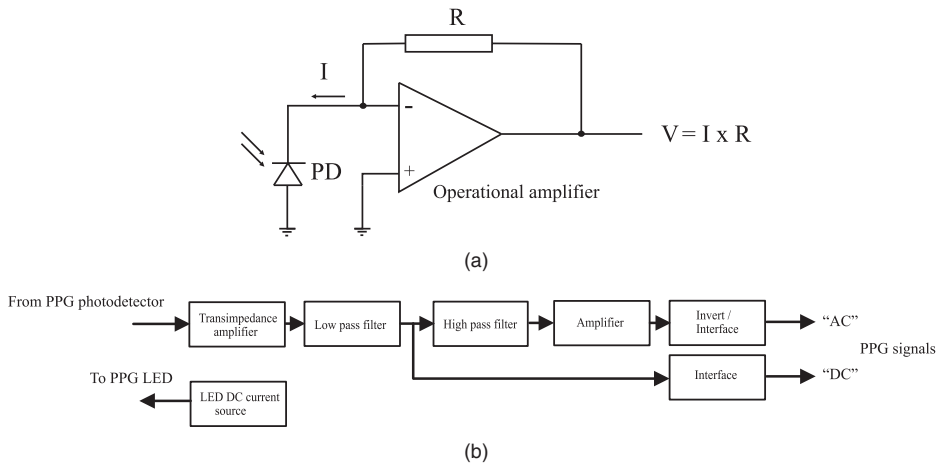 R
I
-
PD
+
V = I x R
Operational amplifier
(a)
From PPG photodetector
Transimpedance
amplifier
Low pass filter
High pass filter
Amplifier
Invert /
Interface
“AC”
PPG signals
Interface
“DC”
To PPG LED
LED DC current
source
(b)